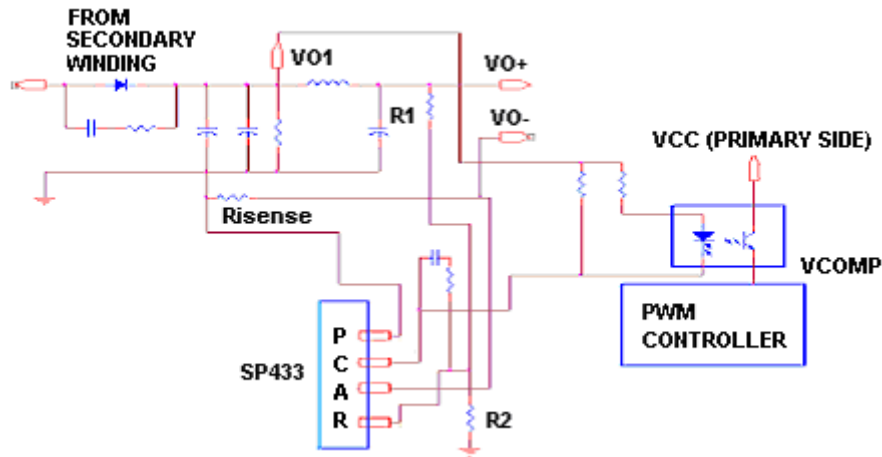 FROM
SECONDARY
WINDING
VO1
VO+
R1
VO-
VCC (PRIMARY SIDE)
Risense
VCOMP
P
PWM
CONTROLLER
C
SP433
A
R
R2